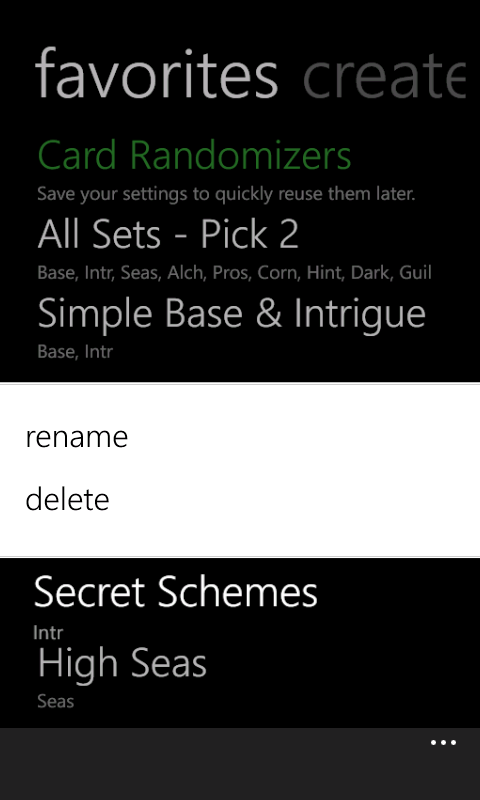 favorites create
Card Randomizers
Save your settings to quickly reuse them later.
All Sets - Pick 2
Base, Intr, Seas, Alch, Pros, Corn, Hint, Dark, Guil
Simple Base & Intrigue
Base, Intr
rename
delete
Secret Schemes
Intr
High Seas
Seas